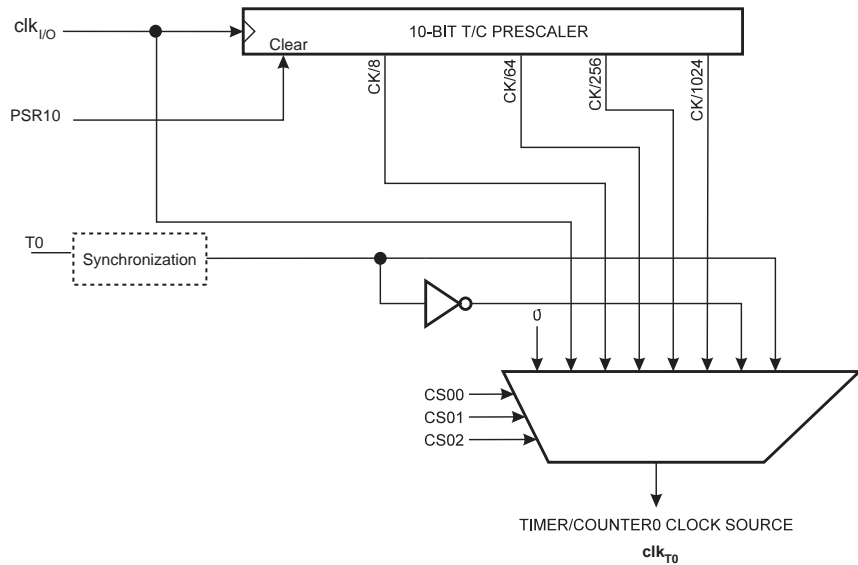 clkI/O
10-BIT T/C PRESCALER
Clear
CK/8
CK/64
CK/256
CK/1024
PSR10
T0
Synchronization
0
CS00
CS01
CS02
TIMER/COUNTER0 CLOCK SOURCE
clkT0